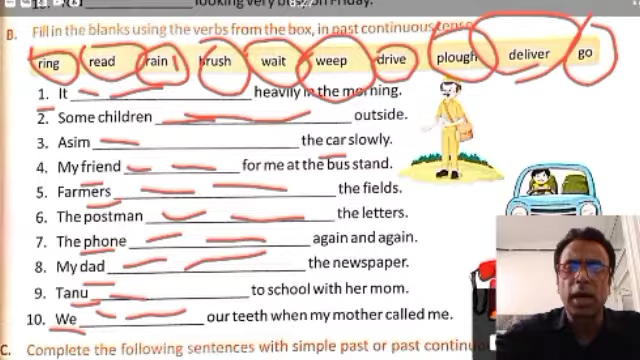 looking very busy on Friday.
B. Fill in the blanks using the verbs from the box, in past continuous tense
ring read rain brush wait weep drive plough deliver go
1. It heavily in the morning.
2. Some children outside.
3. Asim the car slowly.
4. My friend for me at the bus stand.
5. Farmers the fields.
6. The postman the letters.
7. The phone again and again.
8. My dad the newspaper.
9. Tanu to school with her mom.
10. We our teeth when my mother called me.
C. Complete the following sentences with simple past or past continu